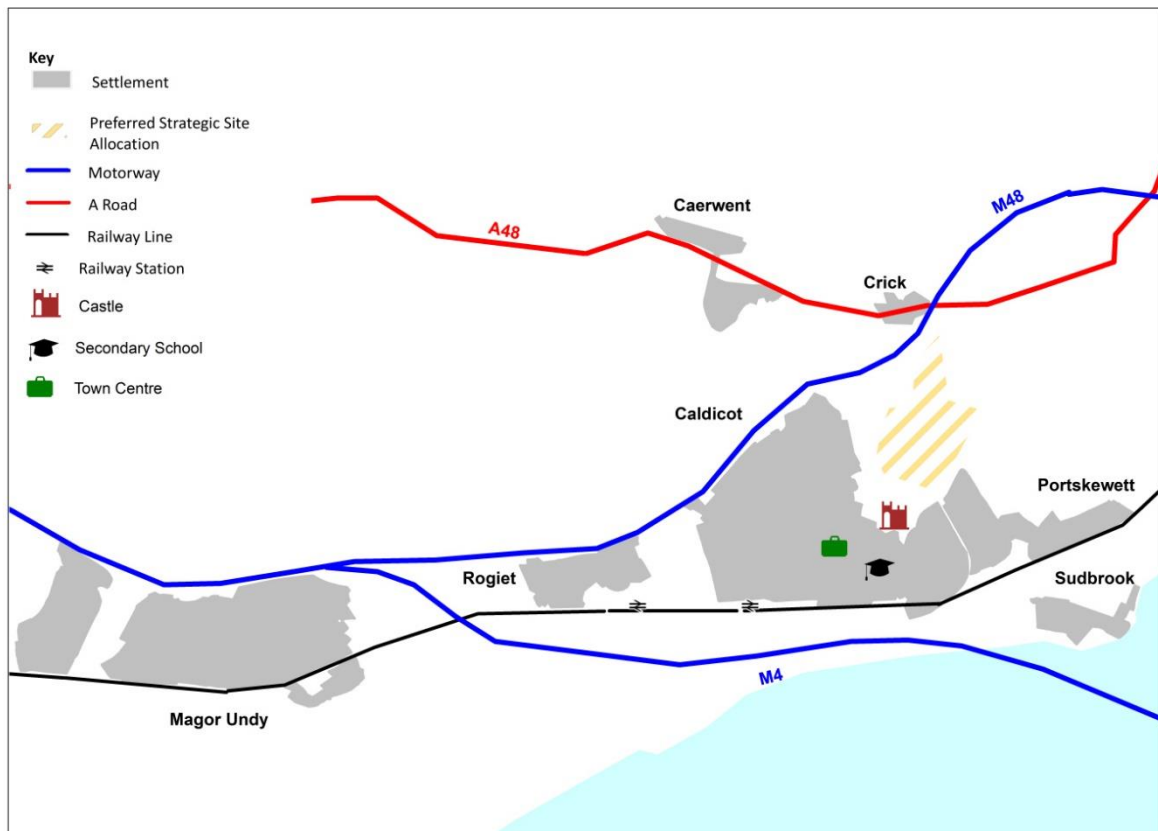 Key
Settlement
Preferred Strategic Site
Allocation
Motorway
A Road
Railway Line
Railway Station
Castle
Secondary School
Town Centre
Caerwent
M48
A48
Crick
Caldicot
Portskewett
Rogiet
Sudbrook
M4
Magor Undy